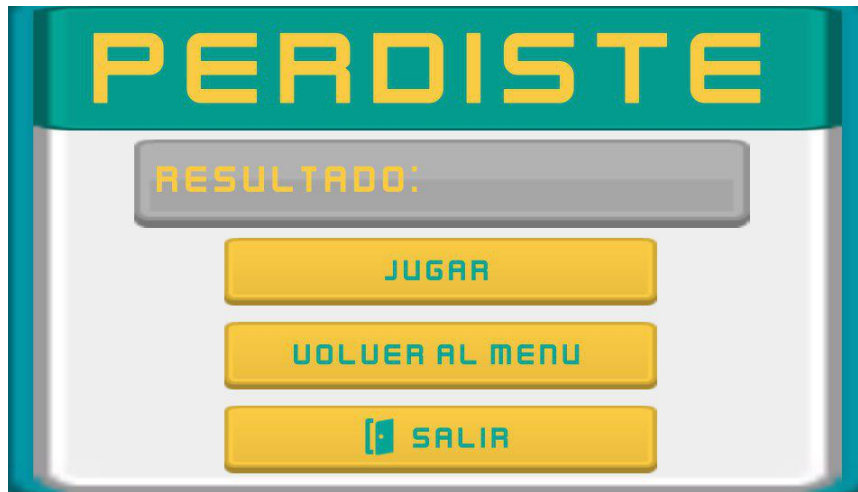 PERDISTE
RESULTADO:
JUGAR
VOLVER AL MENU
SALIR